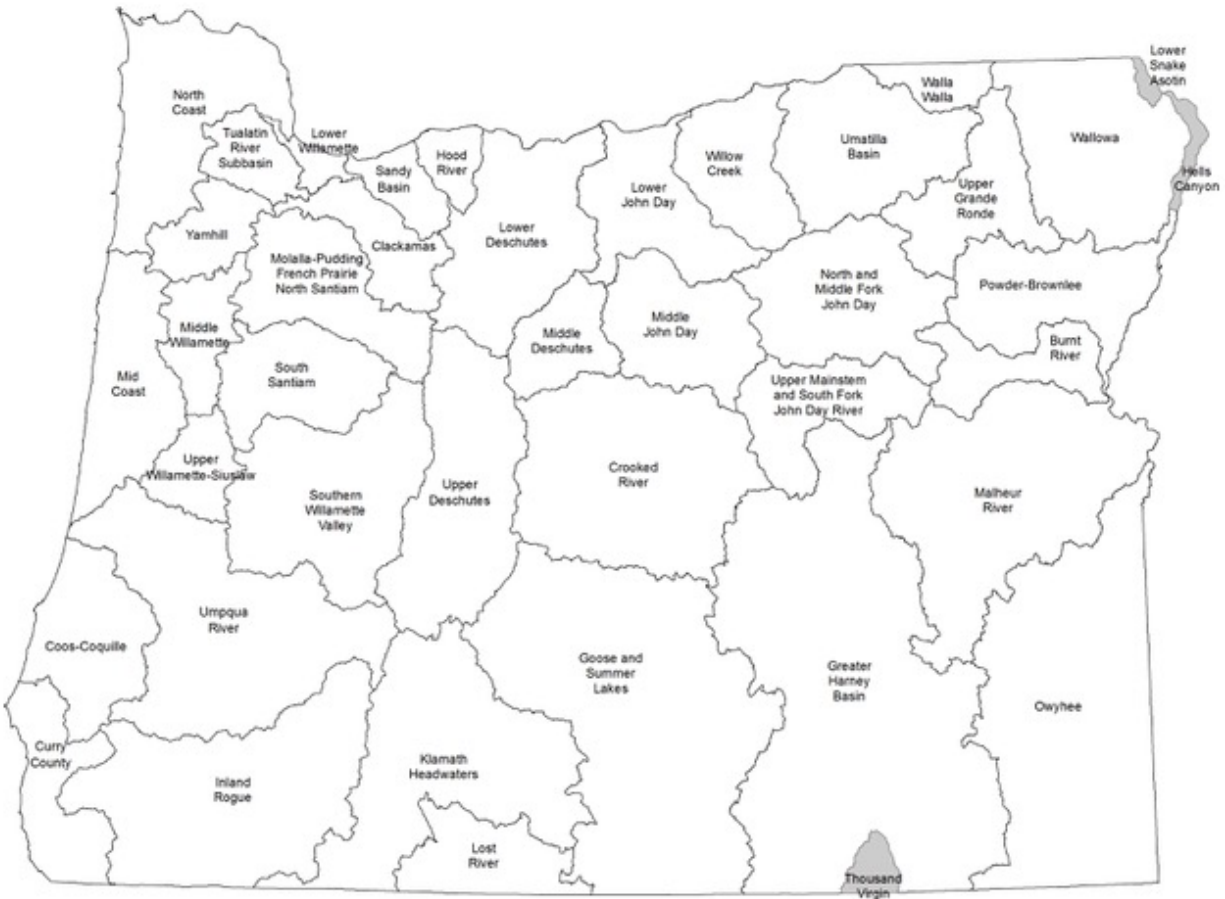 Lower
Snake
Asotin
North
Coast
Walla
Walla
Tualatin
River
Subbasin
Lower
Willamette
Hood
River
Sandy
Basin
Willow
Creek
Umatilla
Basin
Wallowa
Hells
Canyon
Lower
John Day
Upper
Grande
Ronde
Yamhill
Lower
Deschutes
Clackamas
Molalla-Pudding
French Prairie
North Santiam
North and
Middle Fork
John Day
Powder-Brownlee
Middle
Willamette
Middle
Deschutes
Middle
John Day
Burnt
River
Mid
Coast
South
Santiam
Upper Mainstem
and South Fork
John Day River
Upper
Willamette-Siuslaw
Southern
Willamette
Valley
Upper
Deschutes
Crooked
River
Malheur
River
Umpqua
River
Coos-Coquille
Goose and
Summer
Lakes
Greater
Harney
Basin
Owyhee
Curry
County
Inland
Rogue
Klamath
Headwaters
Lost
River
Thousand
Virgin